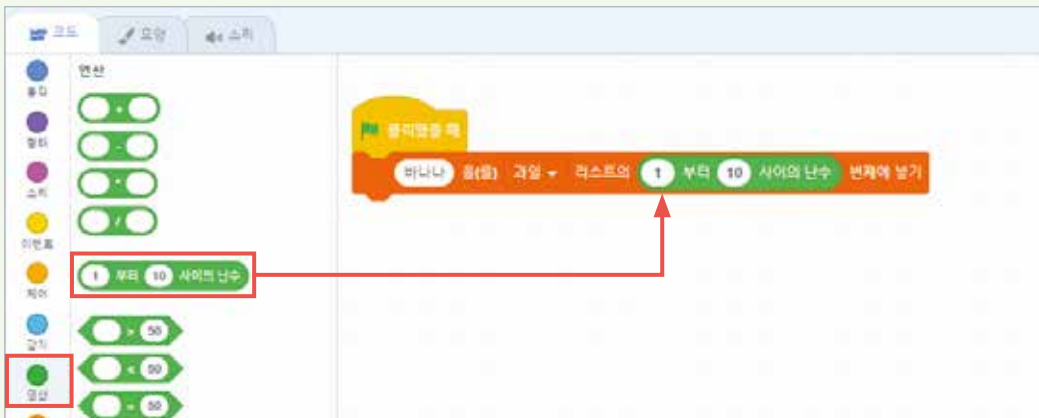 코드 모양 소리
연산
동작
형태
소리
이벤트
제어
감지
연산
+
-
*
/
1 부터 10 사이의 난수
> 50
< 50
= 50
클릭했을 때
바나나 을(를) 과일 리스트의 1 부터 10 사이의 난수 번째에 넣기